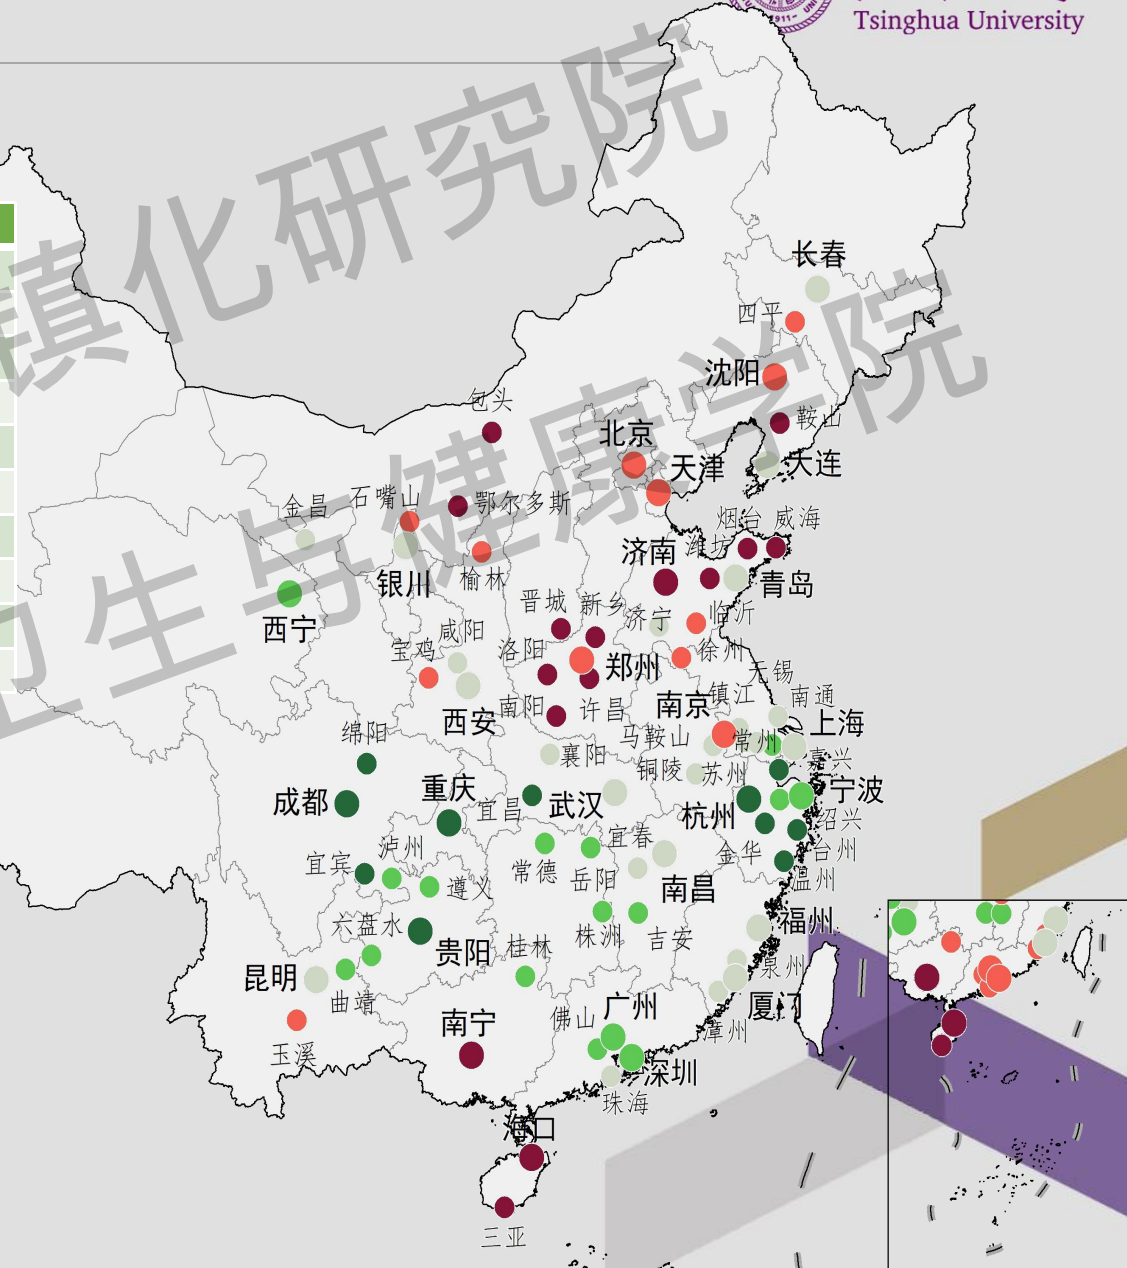 Tsinghua University
镇化研究院
卫生与健康学院
长春
四平
沈阳
包头
鞍山
北京
天津
大连
金昌
石嘴山
鄂尔多斯
烟台 威海
济南
潍坊
银川
榆林
青岛
晋城
新乡
济宁
临沂
西宁
宝鸡
咸阳
洛阳
郑州
徐州
无锡
西安
南阳
许昌
南京
镇江
南通
上海
绵阳
马鞍山
常州
襄阳
铜陵
苏州
嘉兴
成都
重庆
宜昌
武汉
宁波
杭州
绍兴
泸州
宜春
金华
台州
宜宾
遵义
常德
岳阳
南昌
温州
六盘水
贵阳
桂林
株洲
吉安
福州
泉州
昆明
曲靖
厦门
漳州
南宁
佛山
广州
玉溪
深圳
珠海
海口
三亚